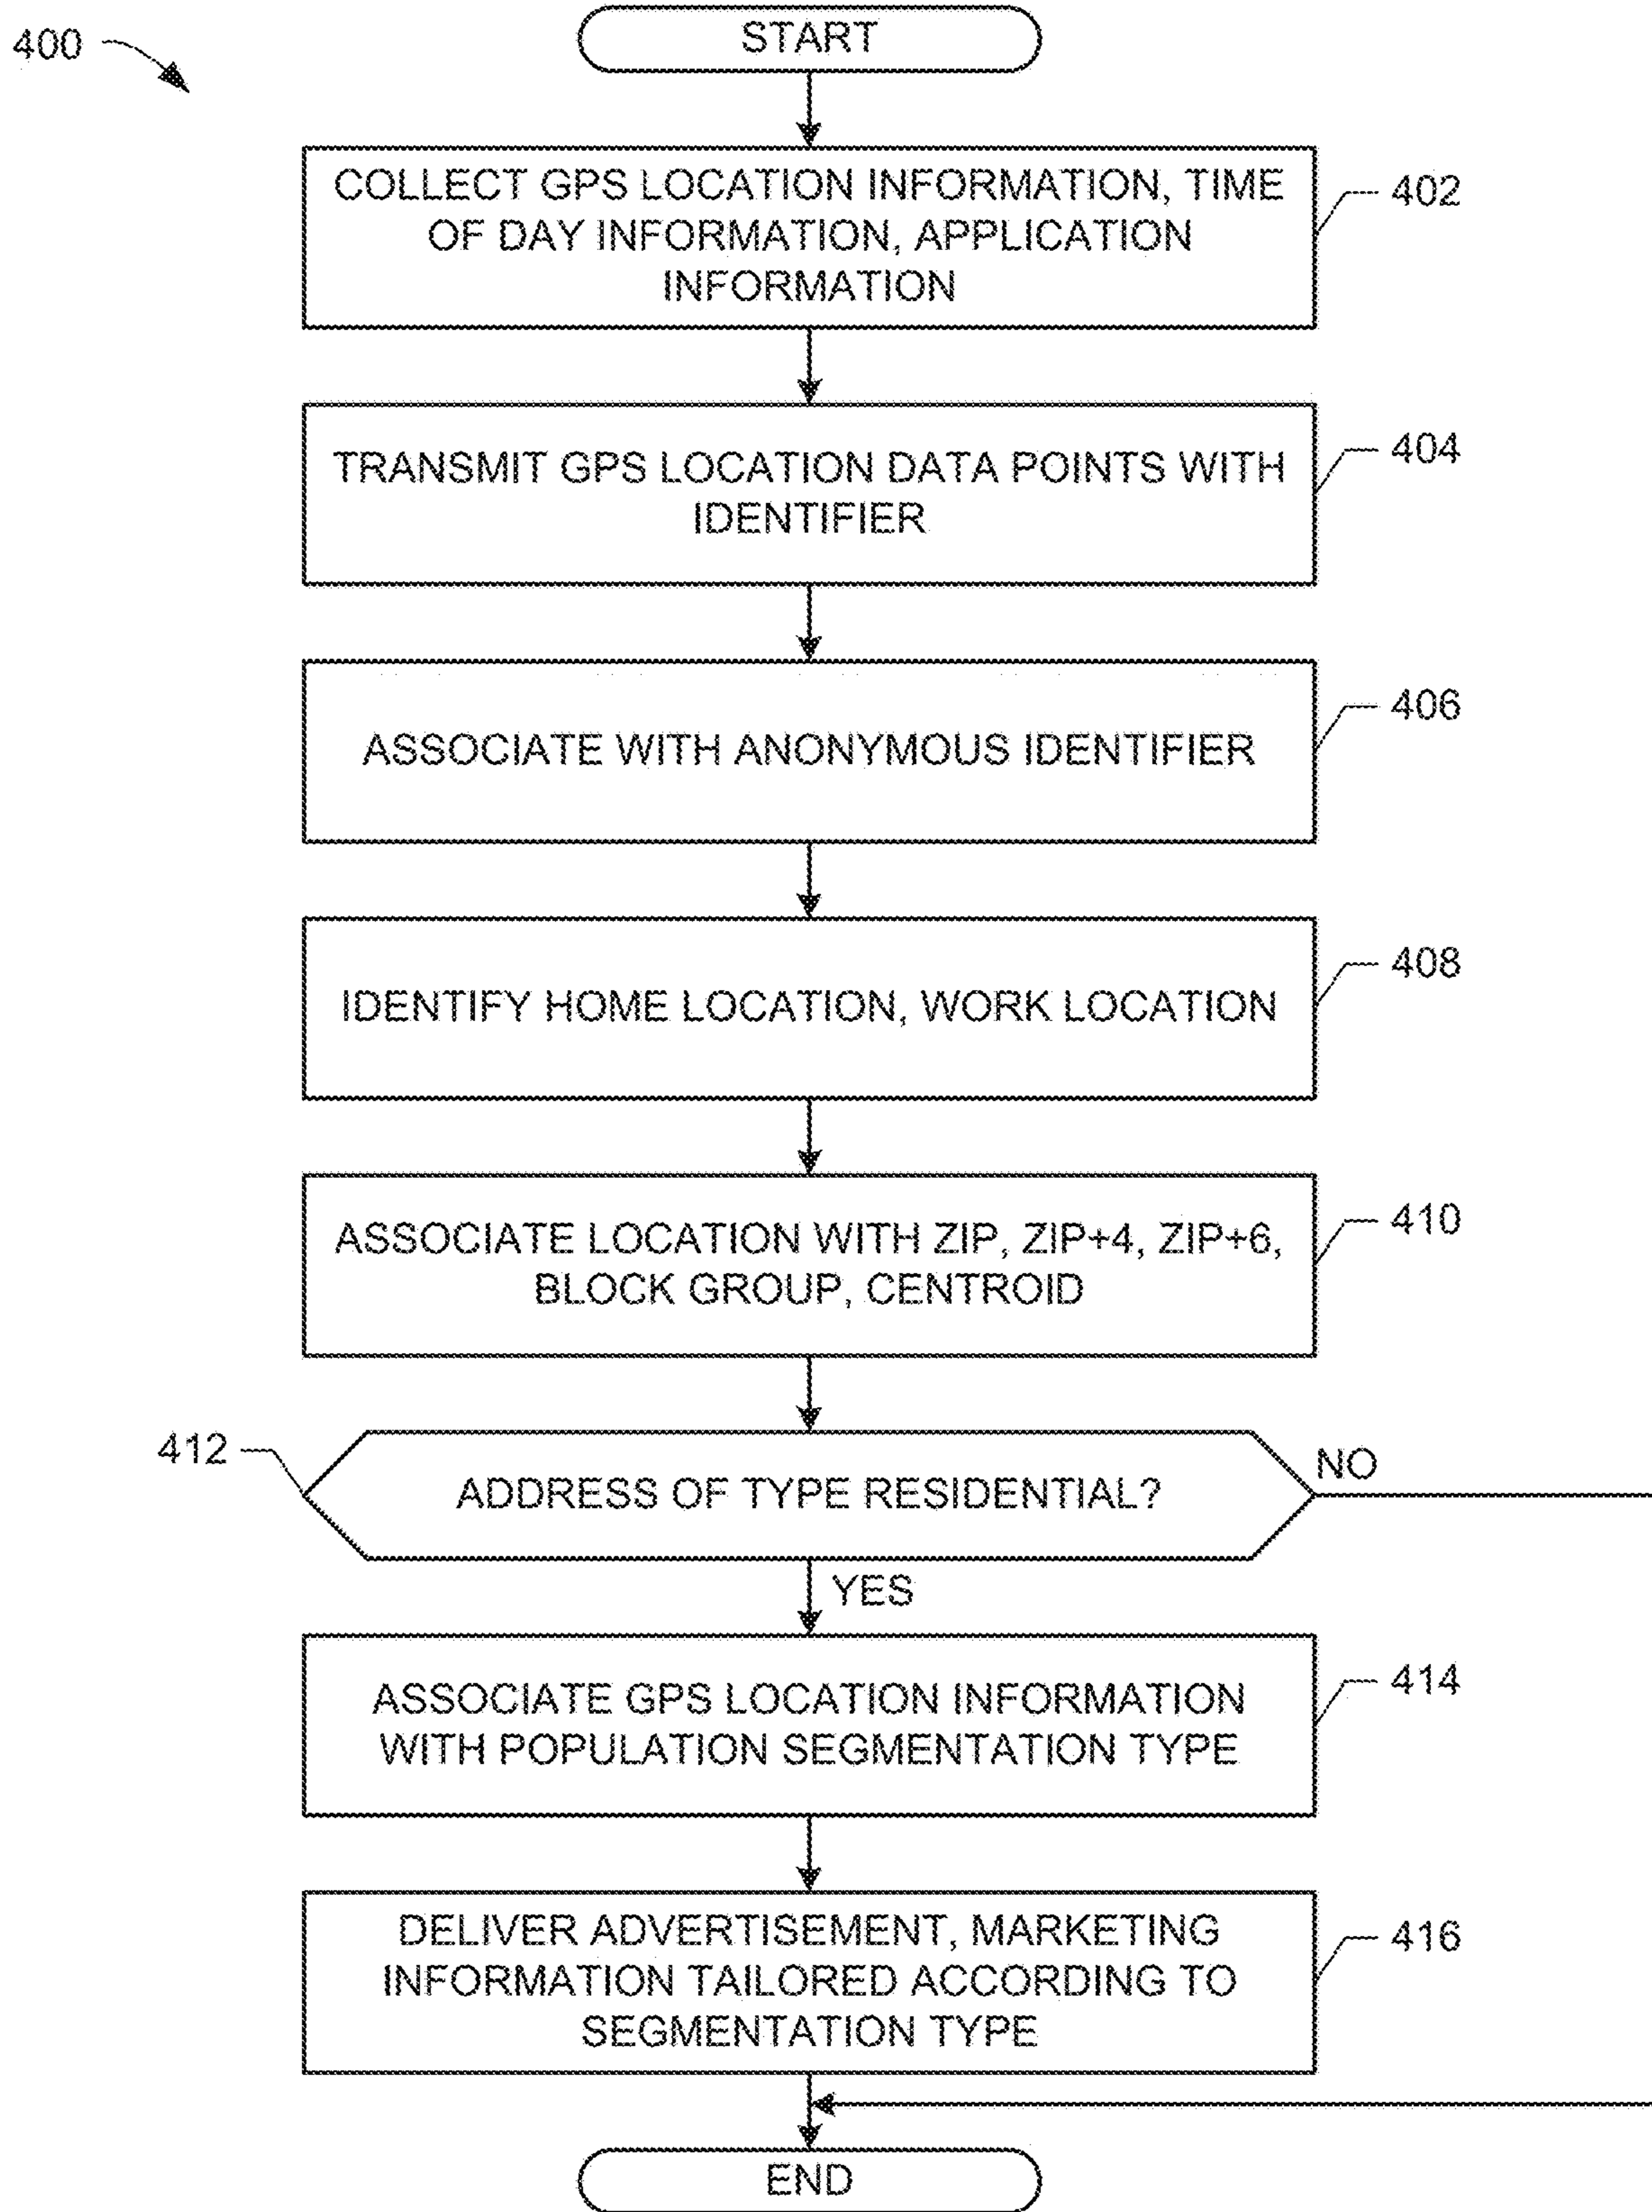 400
START
COLLECT GPS LOCATION INFORMATION, TIME
OF DAY INFORMATION, APPLICATION
INFORMATION
402
TRANSMIT GPS LOCATION DATA POINTS WITH
IDENTIFIER
404
ASSOCIATE WITH ANONYMOUS IDENTIFIER
406
IDENTIFY HOME LOCATION, WORK LOCATION
408
ASSOCIATE LOCATION WITH ZIP, ZIP+4, ZIP+6,
BLOCK GROUP, CENTROID
410
412
ADDRESS OF TYPE RESIDENTIAL?
NO
YES
ASSOCIATE GPS LOCATION INFORMATION
WITH POPULATION SEGMENTATION TYPE
414
DELIVER ADVERTISEMENT, MARKETING
INFORMATION TAILORED ACCORDING TO
SEGMENTATION TYPE
416
END